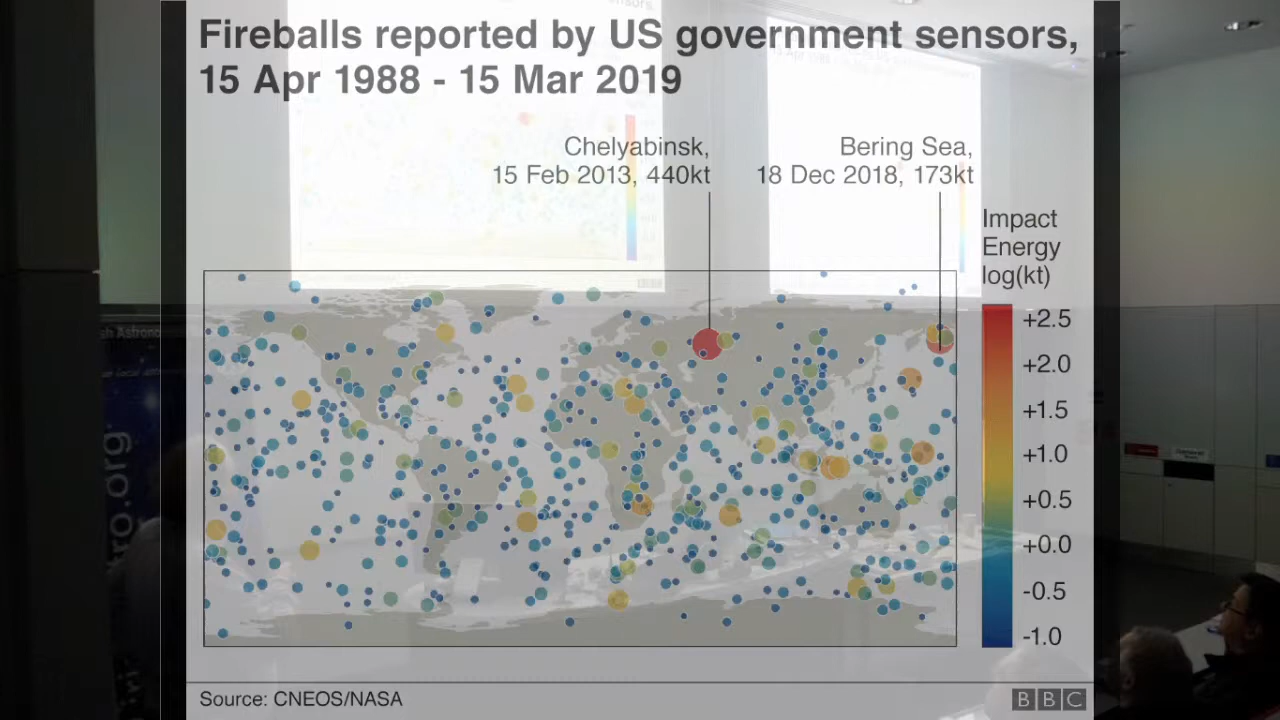 Fireballs reported by US government sensors,
15 Apr 1988 - 15 Mar 2019
Chelyabinsk,
15 Feb 2013, 440kt
Bering Sea,
18 Dec 2018, 173kt
Impact
Energy
log(kt)
+2.5
+2.0
+1.5
+1.0
+0.5
+0.0
-0.5
-1.0
Source: CNEOS/NASA
BBC